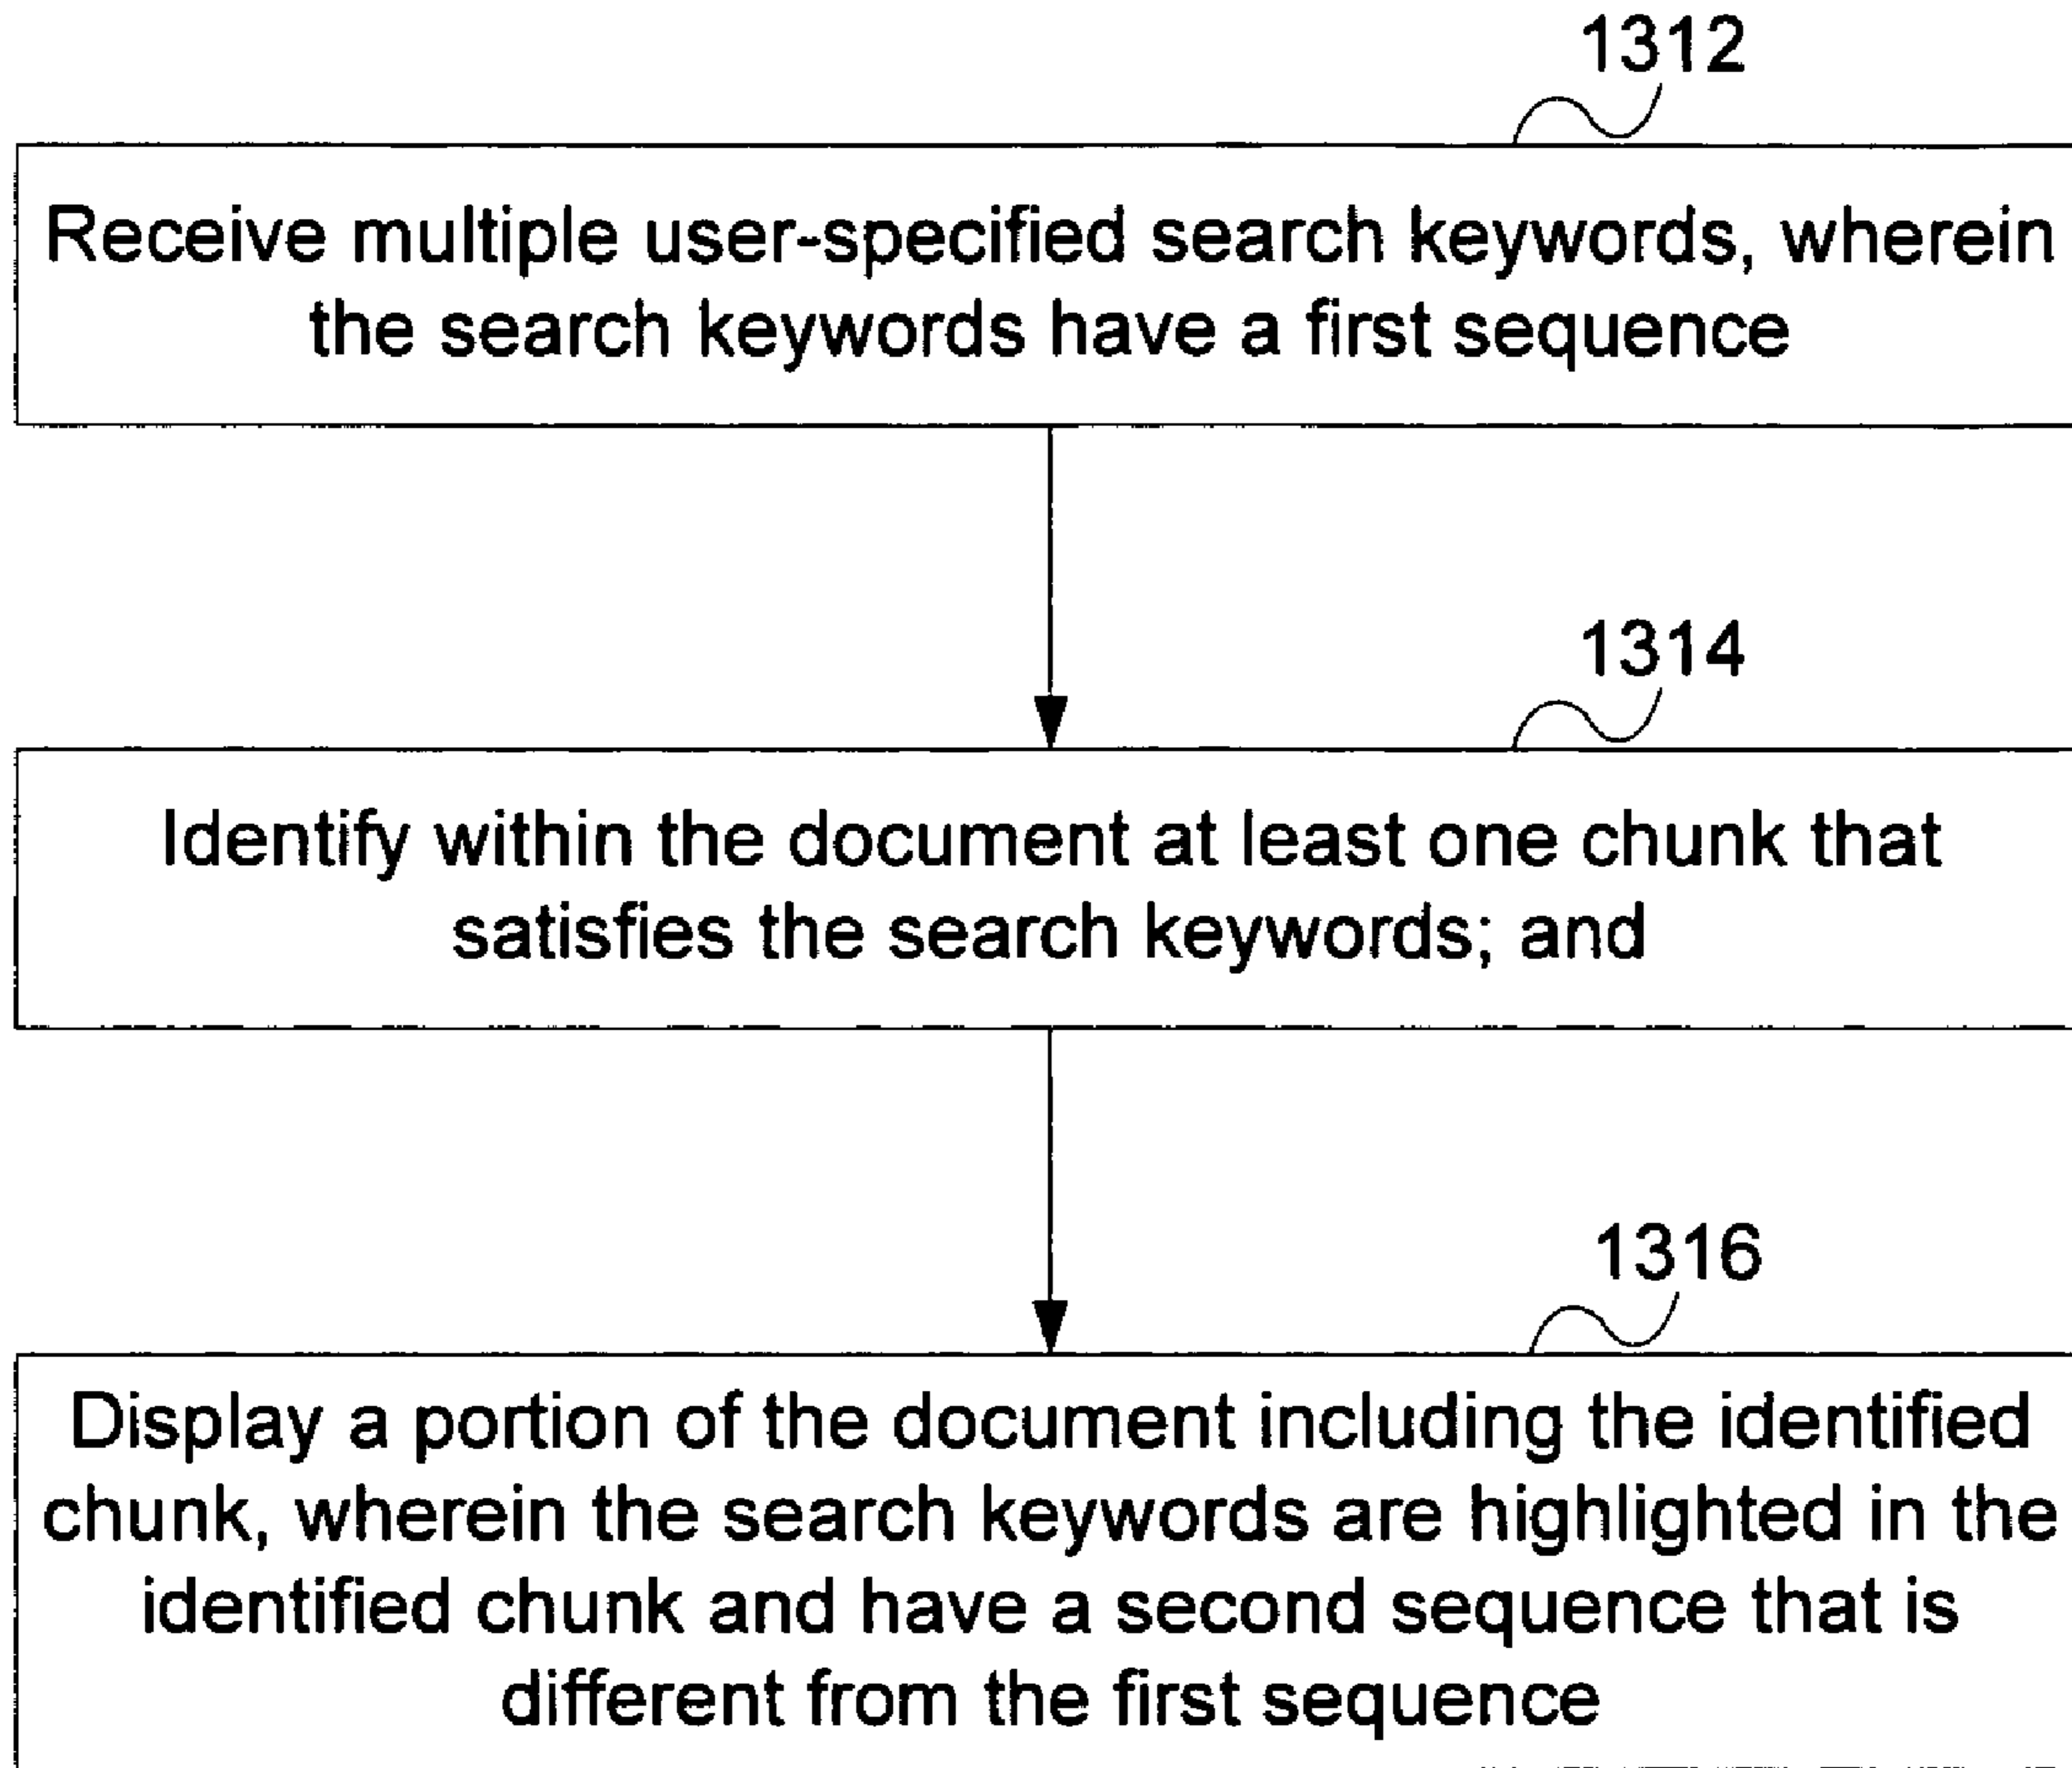 1312
Receive multiple user-specified search keywords, wherein
the search keywords have a first sequence
1314
Identify within the document at least one chunk that
satisfies the search keywords; and
1316
Display a portion of the document including the identified
chunk, wherein the search keywords are highlighted in the
identified chunk and have a second sequence that is
different from the first sequence